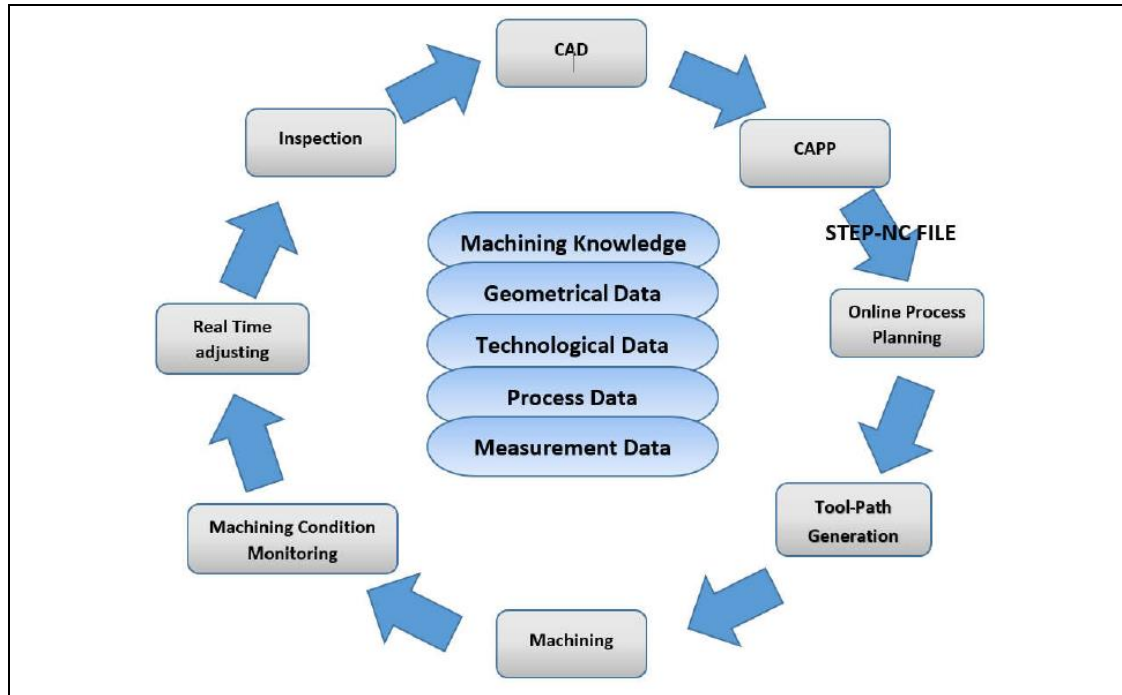 CAD
CAPP
STEP-NC FILE
Online Process
Planning
Tool-Path
Generation
Machining
Machining Condition
Monitoring
Real Time
adjusting
Inspection
Machining Knowledge
Geometrical Data
Technological Data
Process Data
Measurement Data